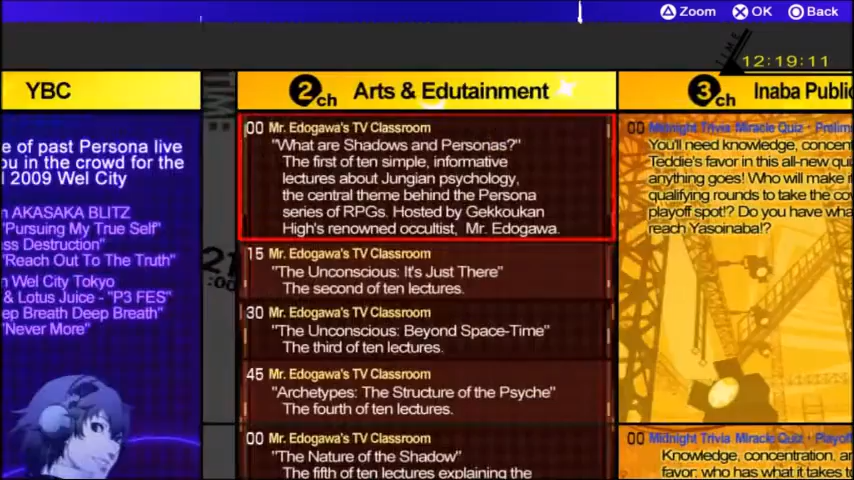 Zoom OK Back
TIME
12:19:11
YBC
e of past Persona live
ou in the crowd for the
l 2009 Wel City
n AKASAKA BLITZ
"Pursuing My True Self"
ss Destruction"
"Reach Out To The Truth"
n Wel City Tokyo
& Lotus Juice - "P3 FES"
ep Breath Deep Breath"
"Never More"
2ch Arts & Edutainment
00 Mr. Edogawa's TV Classroom
"What are Shadows and Personas?"
The first of ten simple, informative
lectures about Jungian psychology,
the central theme behind the Persona
series of RPGs. Hosted by Gekkoukan
High's renowned occultist, Mr. Edogawa.
15 Mr. Edogawa's TV Classroom
"The Unconscious: It's Just There"
The second of ten lectures.
30 Mr. Edogawa's TV Classroom
"The Unconscious: Beyond Space-Time"
The third of ten lectures.
45 Mr. Edogawa's TV Classroom
"Archetypes: The Structure of the Psyche"
The fourth of ten lectures.
00 Mr. Edogawa's TV Classroom
"The Nature of the Shadow"
The fifth of ten lectures explaining the
3ch Inaba Public
00 Midnight Trivia Miracle Quiz - Prelim
You'll need knowledge, concen
Teddie's favor in this all-new qui
anything goes! Who will make i
qualifying rounds to take the co
playoff spot!? Do you have wha
reach Yasoinaba!?
00 Midnight Trivia Miracle Quiz - Playof
Knowledge, concentration, ar
favor: who has what it takes to